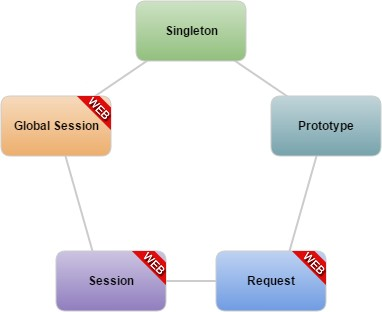 Singleton
Global Session
WEB
Prototype
Session
WEB
Request
WEB